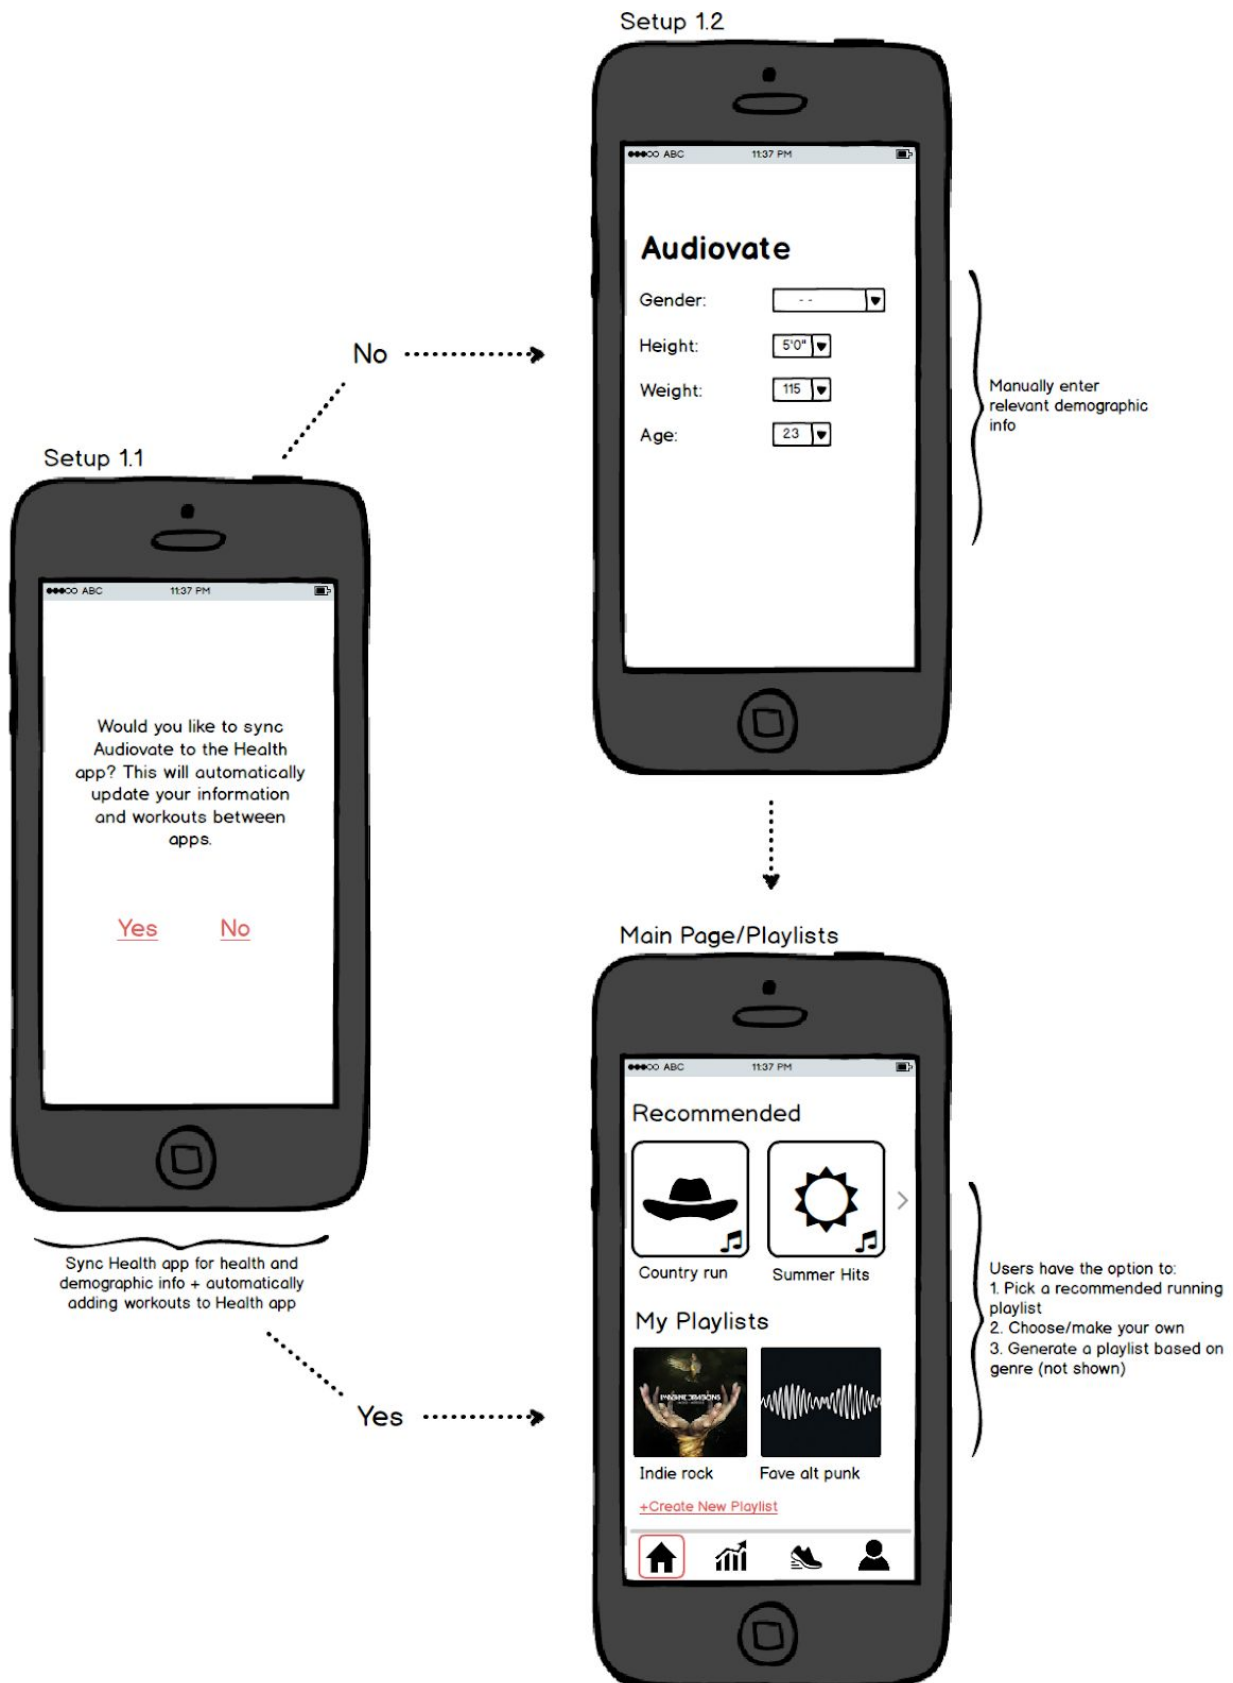 Setup 1.2
ABC
11:37 PM
Audiovate
Gender:
- -
Height:
5'0"
Weight:
115
Age:
23
Manually enter
relevant demographic
info
No
Setup 1.1
ABC
11:37 PM
Would you like to sync
Audiovate to the Health
app? This will automatically
update your information
and workouts between
apps.
Yes
No
Sync Health app for health and
demographic info + automatically
adding workouts to Health app
Yes
Main Page/Playlists
ABC
11:37 PM
Recommended
Country run
Summer Hits
My Playlists
IMAGINE DRAGONS
Indie rock
Fave alt punk
+Create New Playlist
Users have the option to:
1. Pick a recommended running
playlist
2. Choose/make your own
3. Generate a playlist based on
genre (not shown)